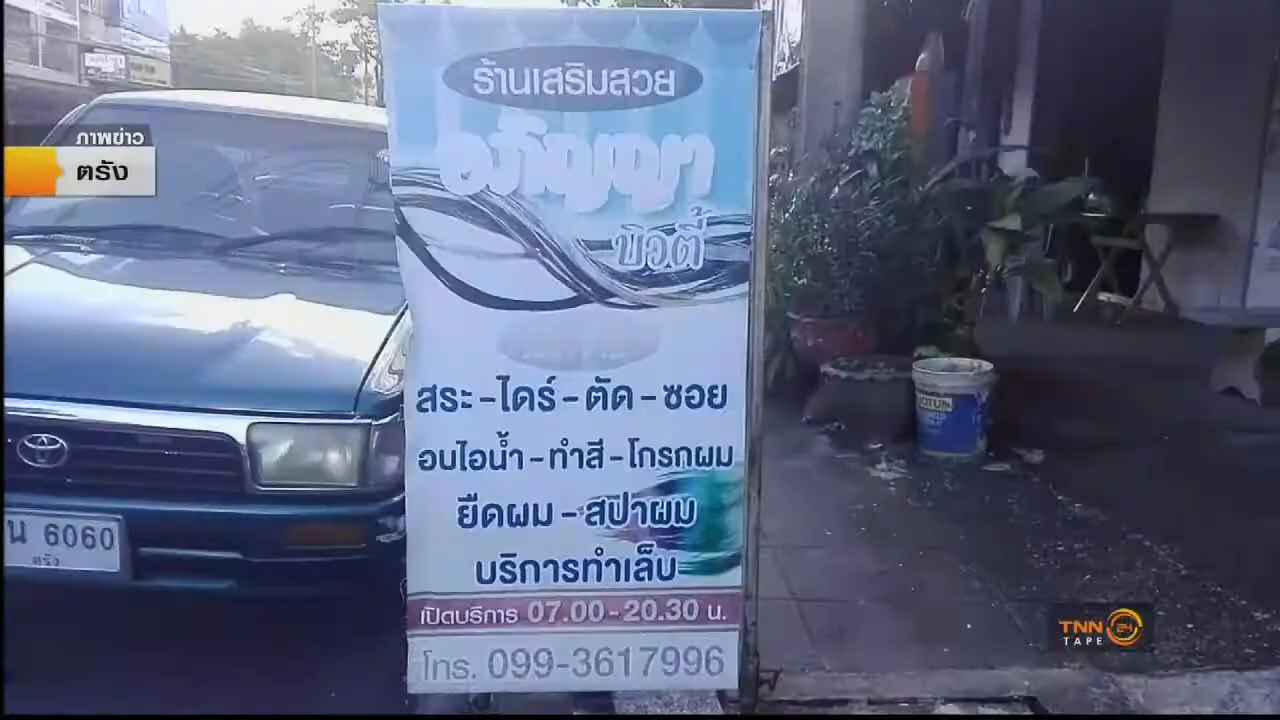 ภาพข่าว
ตรัง
ร้านเสริมสวย
บิวตี้
สระ-ไดร์-ตัด-ซอย
อบไอน้ำ-ทำสี-โกรกผม
ยืดผม-สปาผม
บริการทำเล็บ
เปิดบริการ 07.00-20.30 น.
โทร. 099-3617996
น 6060
ตรัง
TNN 24
TAPE